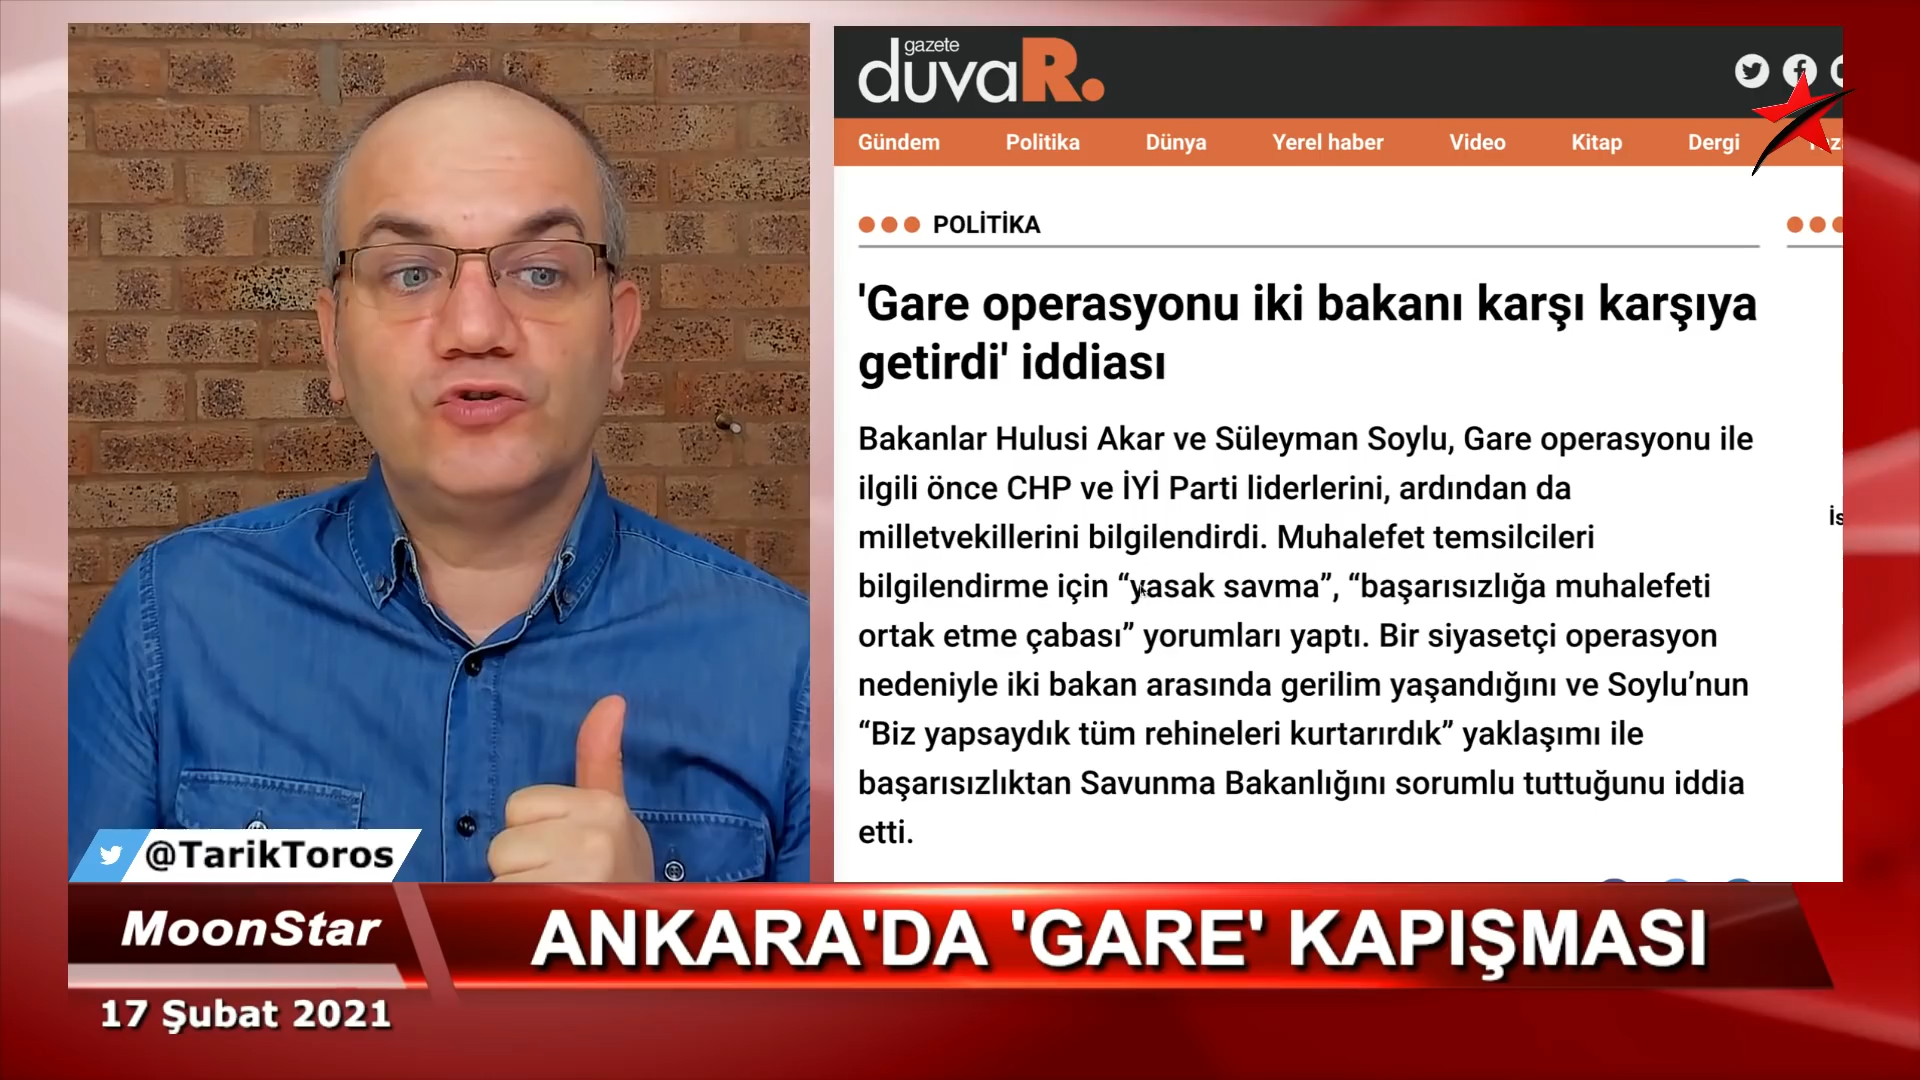 gazete
duvaR.
Gündem Politika Dünya Yerel haber Video Kitap Dergi
POLİTİKA
'Gare operasyonu iki bakanı karşı karşıya
getirdi' iddiası
Bakanlar Hulusi Akar ve Süleyman Soylu, Gare operasyonu ile
ilgili önce CHP ve İYİ Parti liderlerini, ardından da
milletvekillerini bilgilendirdi. Muhalefet temsilcileri
bilgilendirme için “yasak savma”, “başarısızlığa muhalefeti
ortak etme çabası” yorumları yaptı. Bir siyasetçi operasyon
nedeniyle iki bakan arasında gerilim yaşandığını ve Soylu’nun
“Biz yapsaydık tüm rehineleri kurtarırdık” yaklaşımı ile
başarısızlıktan Savunma Bakanlığını sorumlu tuttuğunu iddia
etti.
@TarikToros
MoonStar
ANKARA'DA 'GARE' KAPIŞMASI
17 Şubat 2021